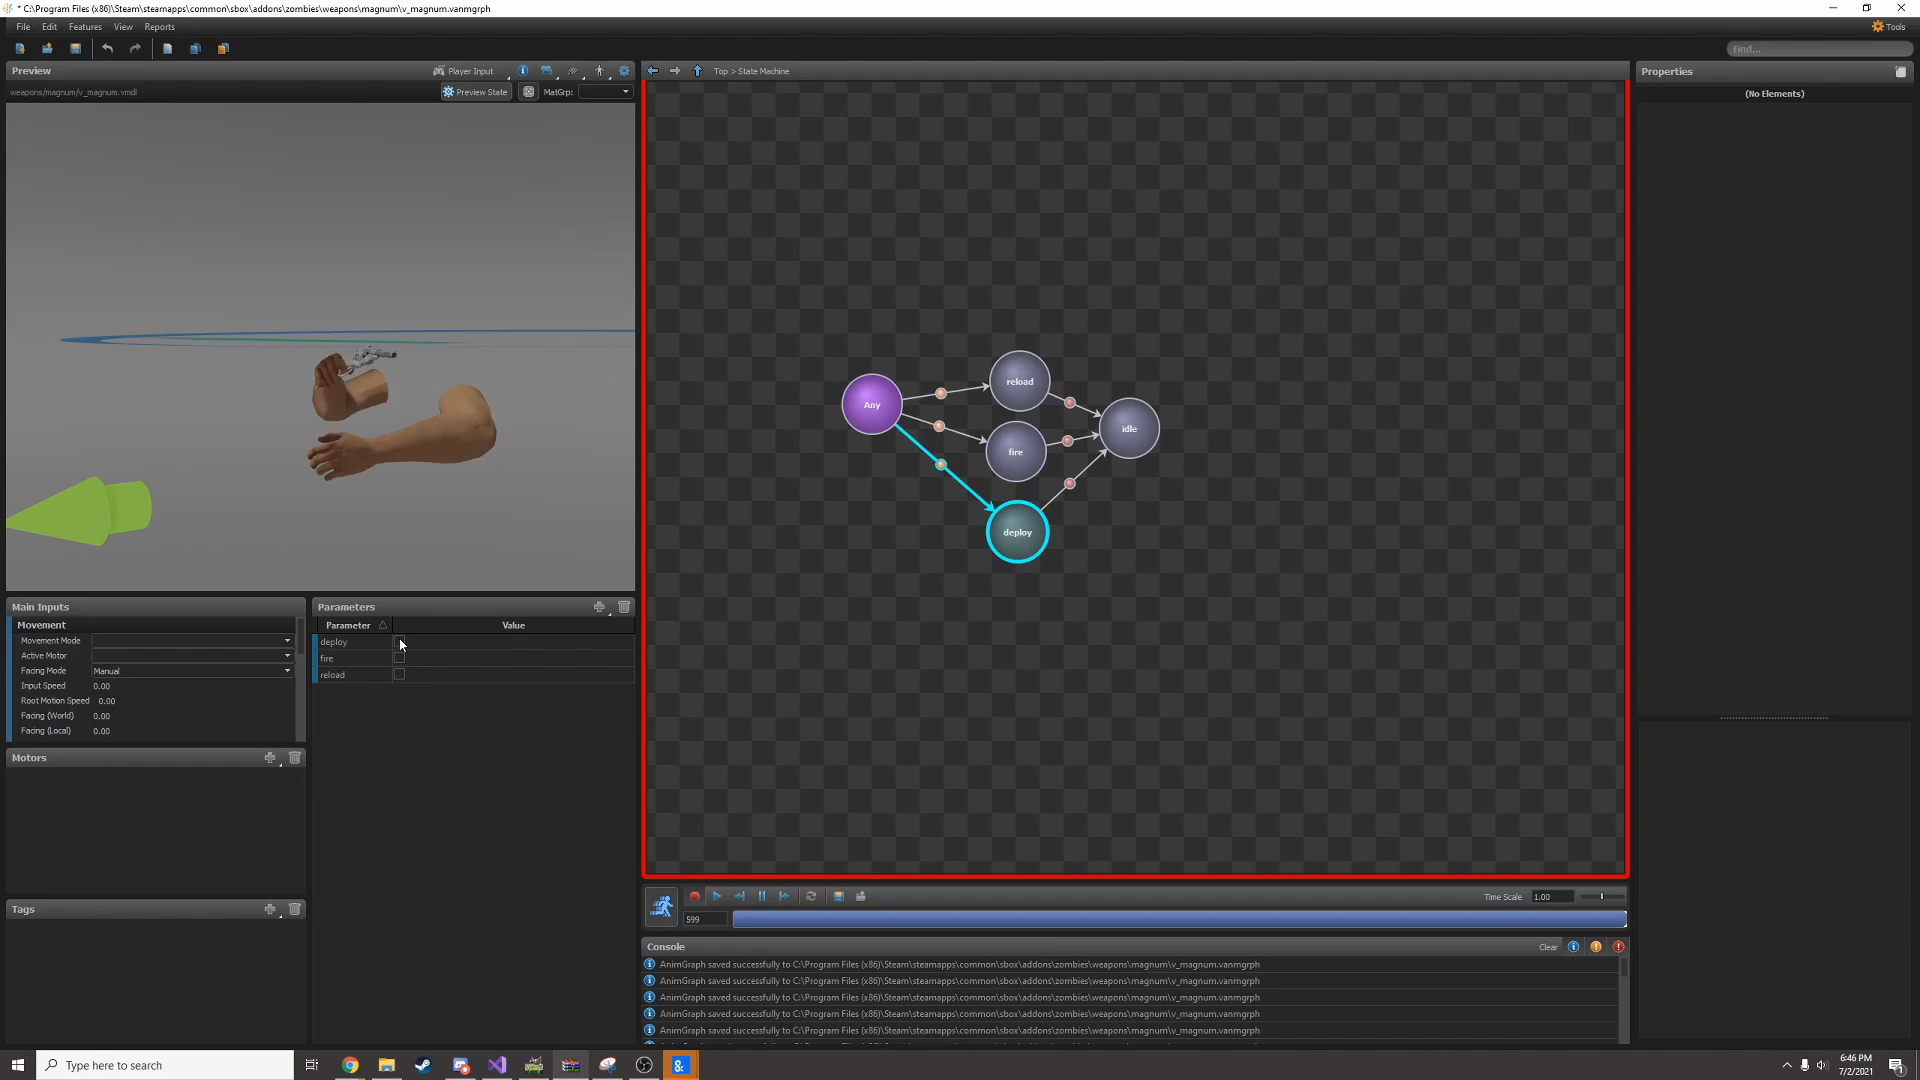 * C:\Program Files (x86)\Steam\steamapps\common\sbox\addons\zombies\weapons\magnum\v_magnum.vanmgrph
File Edit Features View Reports
Tools
Find...
Preview
Player Input
Top > State Machine
Properties
weapons/magnum/v_magnum.vmdl
Preview State
MatGrp:
(No Elements)
Any
reload
fire
idle
deploy
Main Inputs
Movement
Movement Mode
Active Motor
Facing Mode Manual
Input Speed 0.00
Root Motion Speed 0.00
Facing (World) 0.00
Facing (Local) 0.00
Parameters
Parameter Value
deploy
fire
reload
Motors
Tags
599
Time Scale 1.00
Console
Clear
AnimGraph saved successfully to C:\Program Files (x86)\Steam\steamapps\common\sbox\addons\zombies\weapons\magnum\v_magnum.vanmgrph
AnimGraph saved successfully to C:\Program Files (x86)\Steam\steamapps\common\sbox\addons\zombies\weapons\magnum\v_magnum.vanmgrph
AnimGraph saved successfully to C:\Program Files (x86)\Steam\steamapps\common\sbox\addons\zombies\weapons\magnum\v_magnum.vanmgrph
AnimGraph saved successfully to C:\Program Files (x86)\Steam\steamapps\common\sbox\addons\zombies\weapons\magnum\v_magnum.vanmgrph
AnimGraph saved successfully to C:\Program Files (x86)\Steam\steamapps\common\sbox\addons\zombies\weapons\magnum\v_magnum.vanmgrph
Type here to search
6:46 PM
7/2/2021